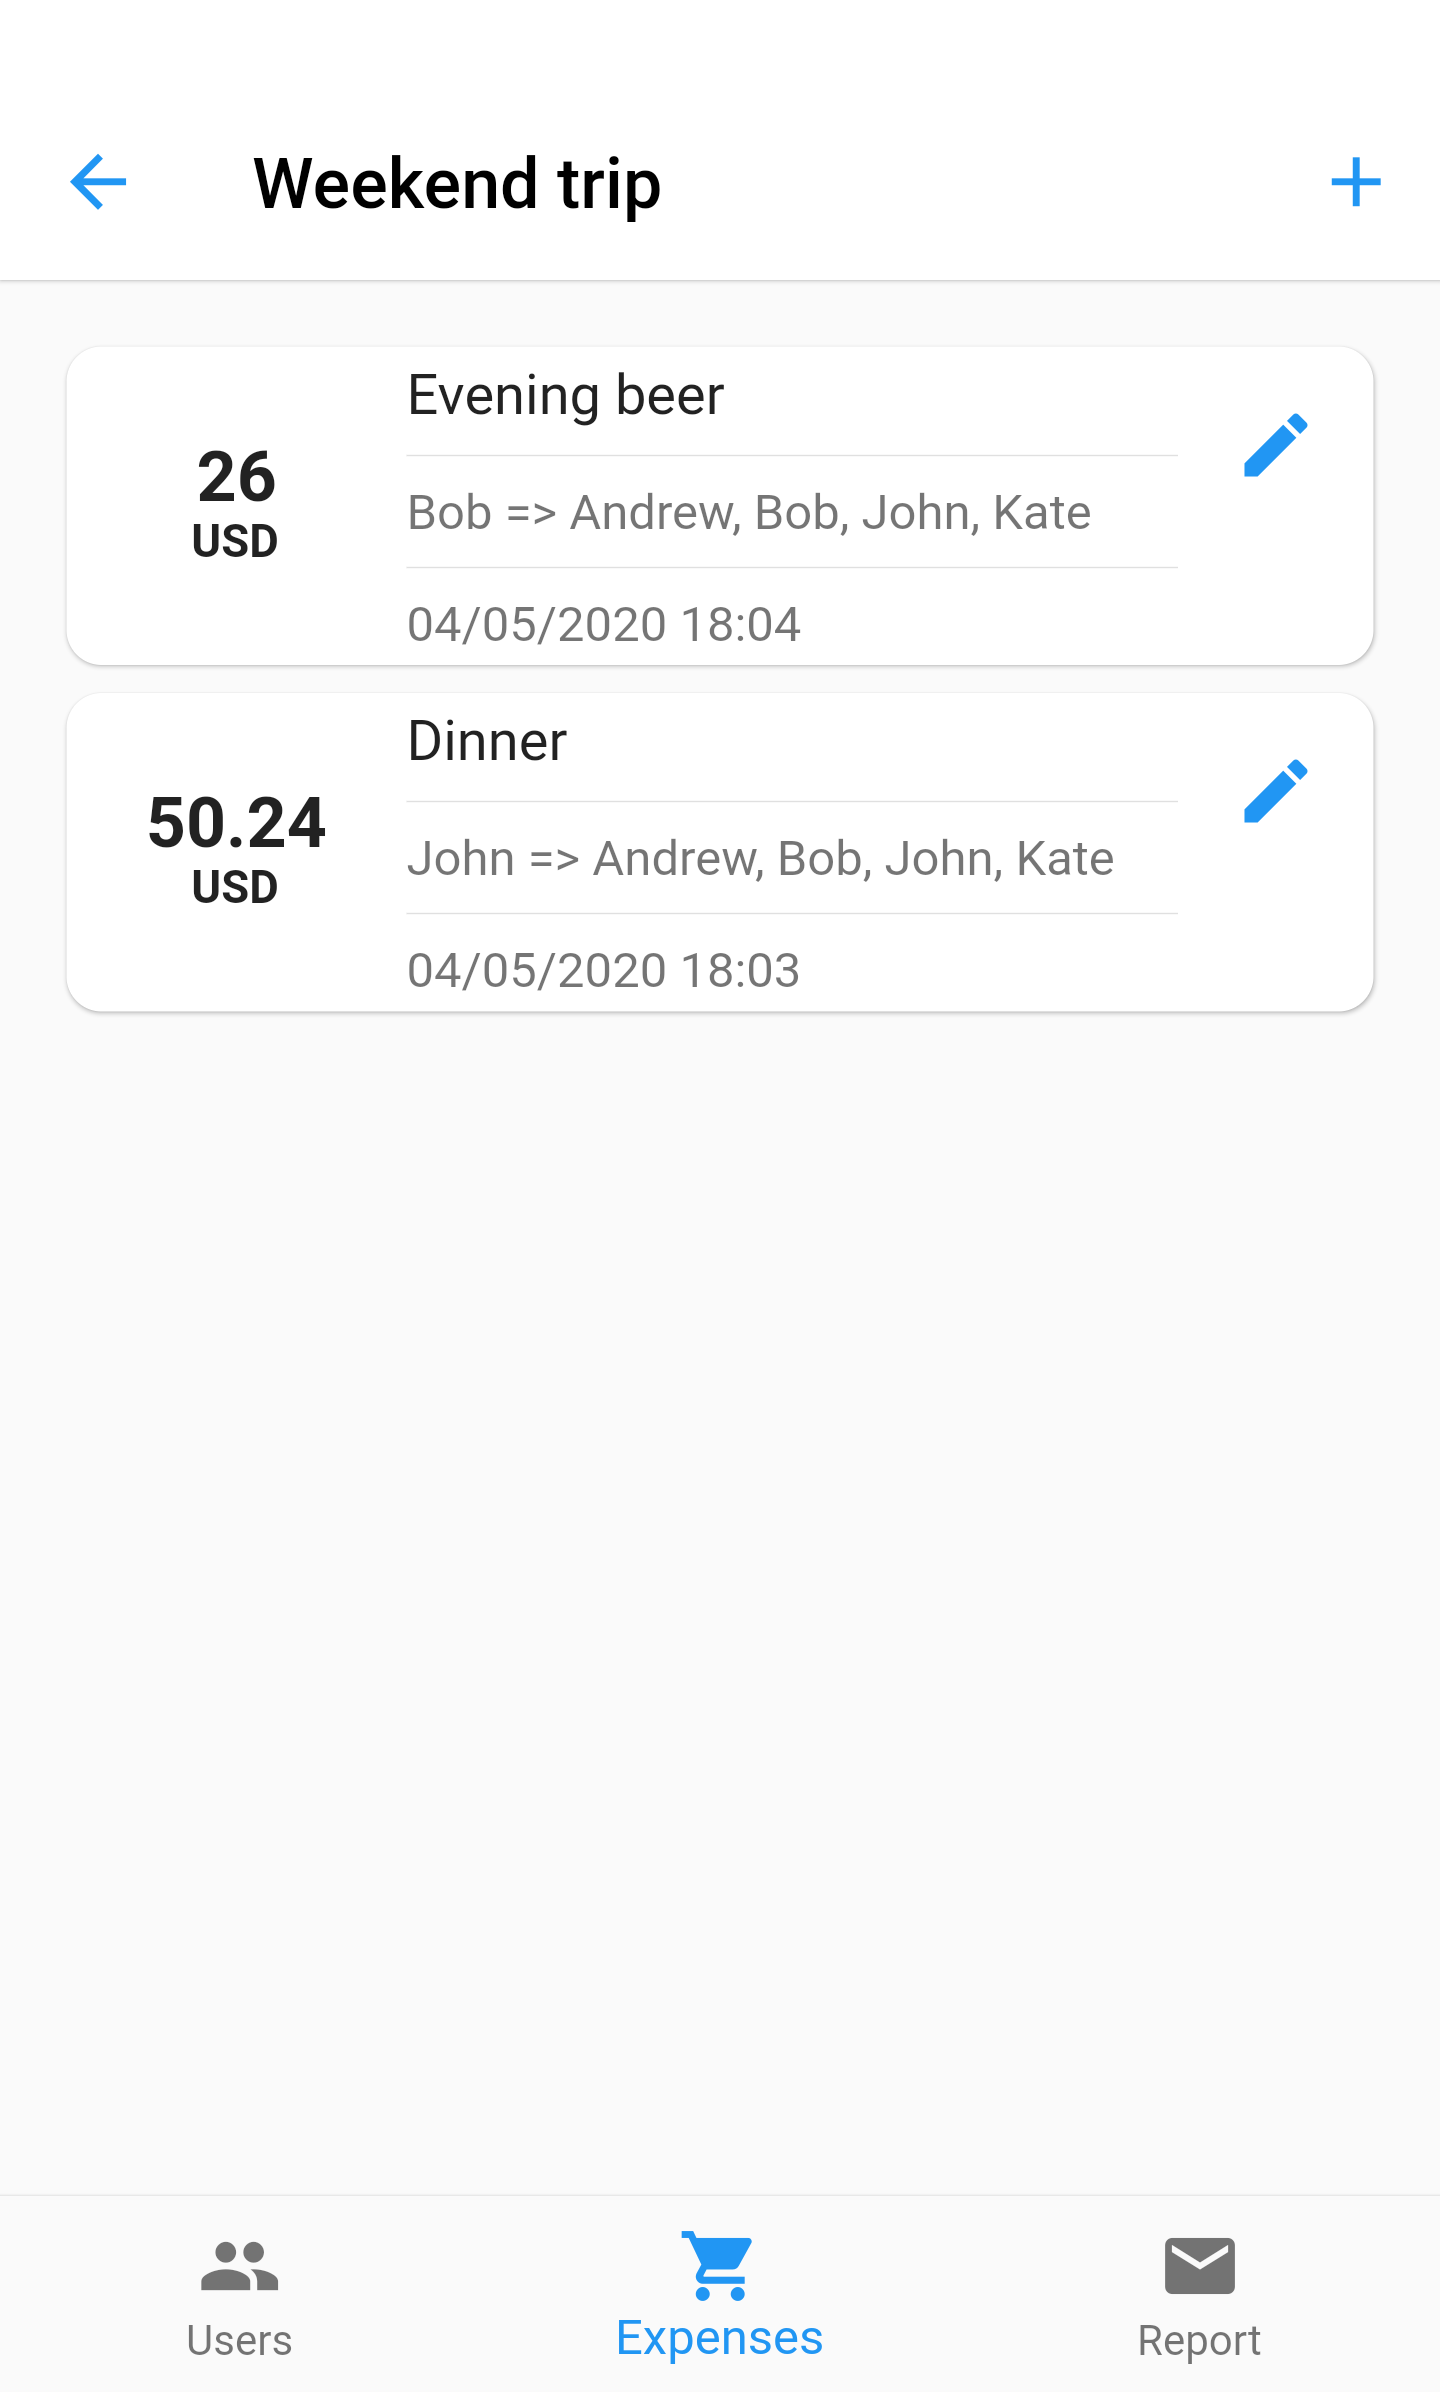 Weekend trip
Evening beer
26
USD
Bob => Andrew, Bob, John, Kate
04/05/2020 18:04
Dinner
50.24
USD
John => Andrew, Bob, John, Kate
04/05/2020 18:03
Users
Expenses
Report